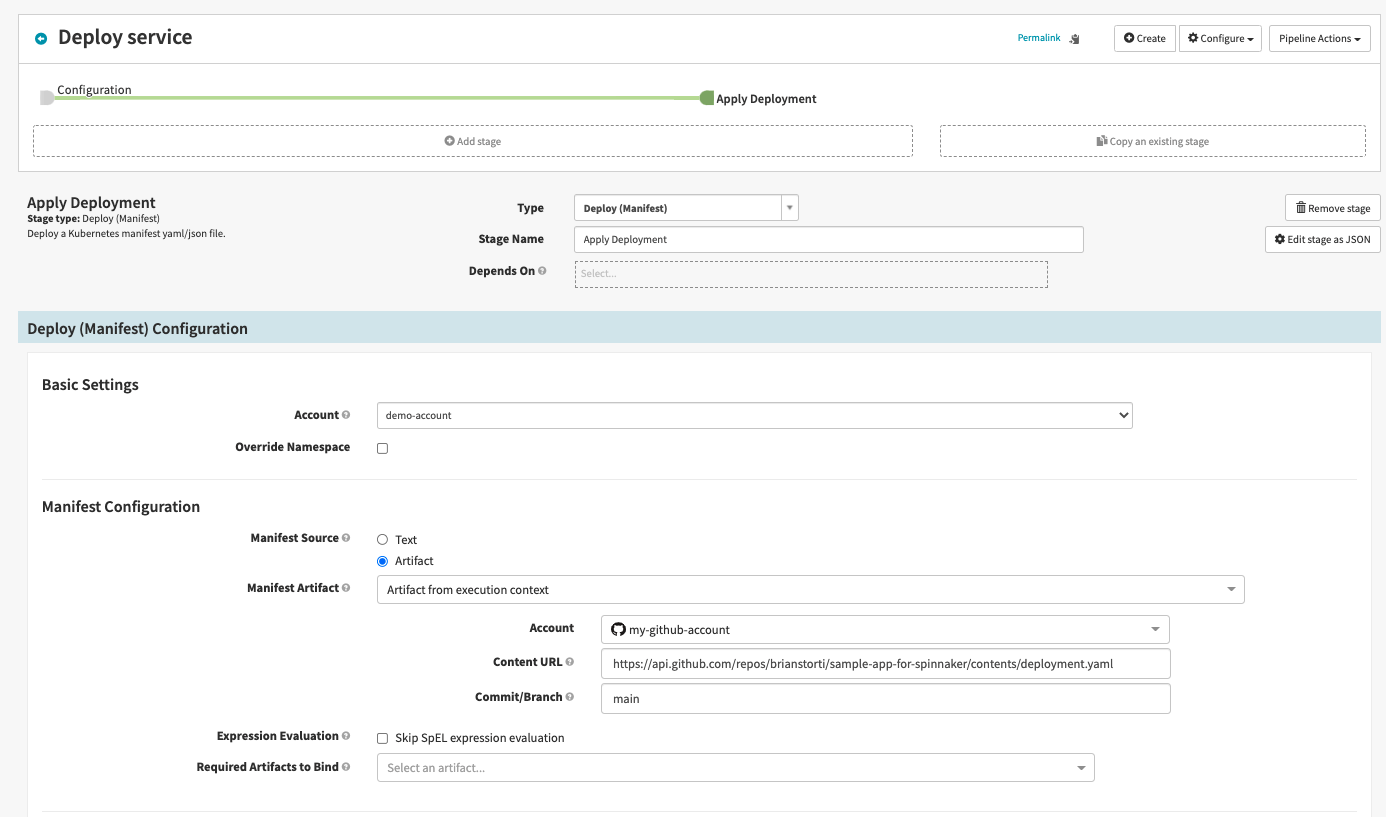 Deploy service
Permalink
Create
Configure
Pipeline Actions
Configuration
Apply Deployment
Add stage
Copy an existing stage
Apply Deployment
Stage type: Deploy (Manifest)
Deploy a Kubernetes manifest yaml/json file.
Type
Deploy (Manifest)
Remove stage
Stage Name
Apply Deployment
Edit stage as JSON
Depends On
Select...
Deploy (Manifest) Configuration
Basic Settings
Account
demo-account
Override Namespace
Manifest Configuration
Manifest Source
Text
Artifact
Manifest Artifact
Artifact from execution context
Account
my-github-account
Content URL
https://api.github.com/repos/brianstorti/sample-app-for-spinnaker/contents/deployment.yaml
Commit/Branch
main
Expression Evaluation
Skip SpEL expression evaluation
Required Artifacts to Bind
Select an artifact...